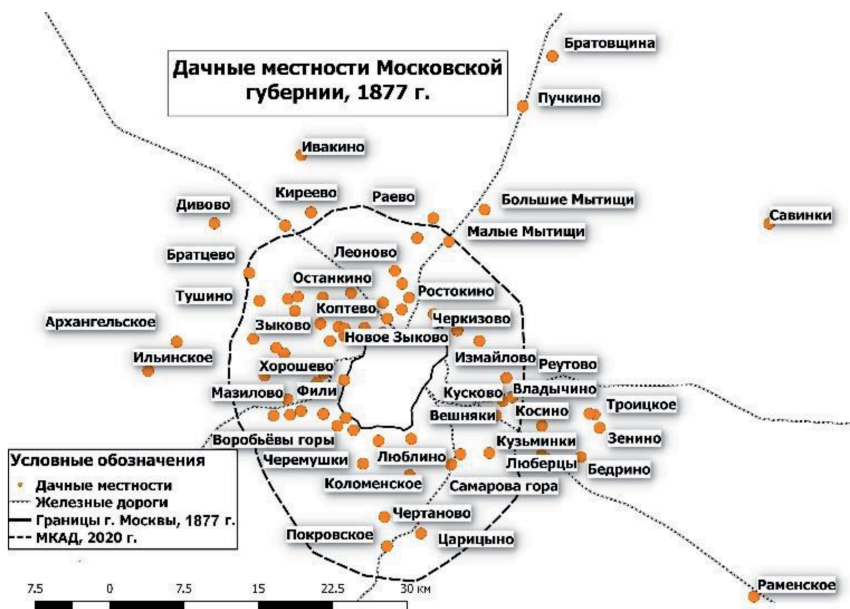 Дачные местности Московской
губернии, 1877 г.
Братовщина
Пучкино
Ивакино
Киреево
Раево
Большие Мытищи
Дивово
Савинки
Малые Мытищи
Братцево
Леоново
Останкино
Тушино
Ростокино
Коптево
Черкизово
Архангельское
Зыково
Новое Зыково
Ильинское
Измайлово
Реутово
Хорошево
Мазилово
Фили
Кусково
Владычино
Вешняки
Косино
Троицкое
Воробьёвы горы
Кузьминки
Зенино
Черемушки
Люблино
Люберцы
Бедрино
Коломенское
Самарова гора
Чертаново
Покровское
Царицыно
Раменское
Условные обозначения
Дачные местности
Железные дороги
Границы г. Москвы, 1877 г.
МКАД, 2020 г.
7.5 0 7.5 15 22.5 30 км